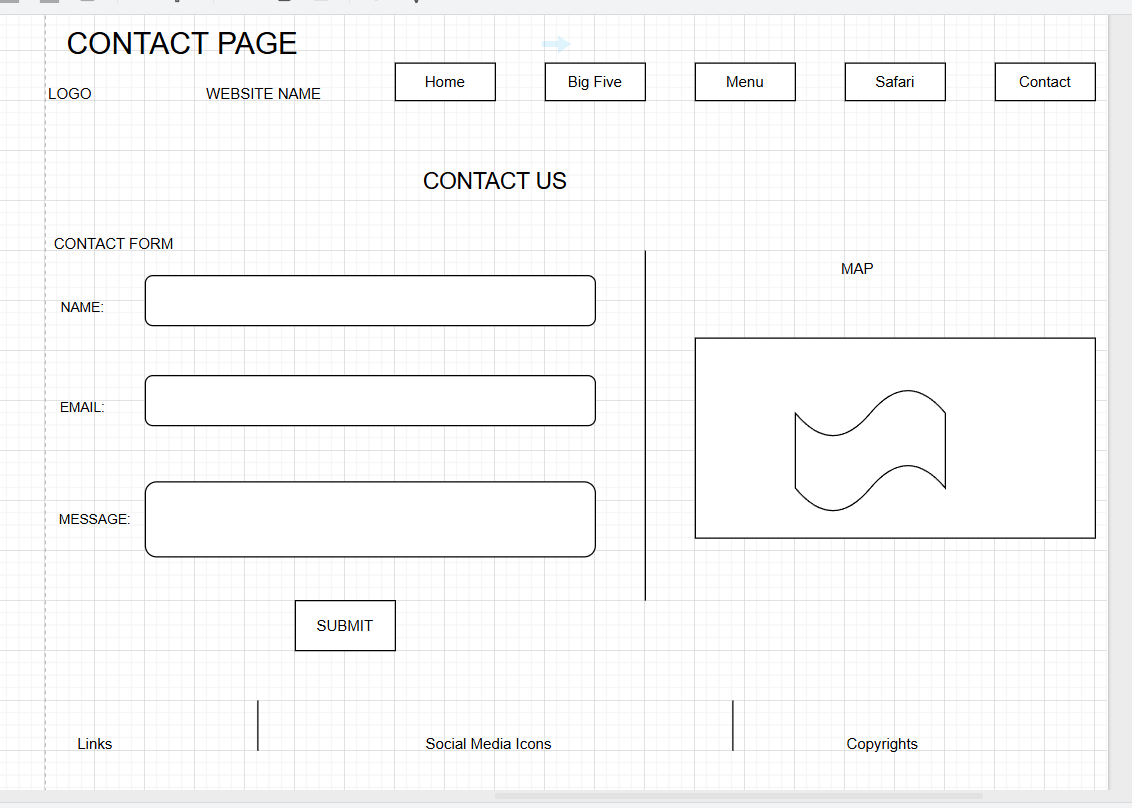 CONTACT PAGE
LOGO
WEBSITE NAME
Home
Big Five
Menu
Safari
Contact
CONTACT US
CONTACT FORM
NAME:
EMAIL:
MESSAGE:
SUBMIT
MAP
Links
Social Media Icons
Copyrights